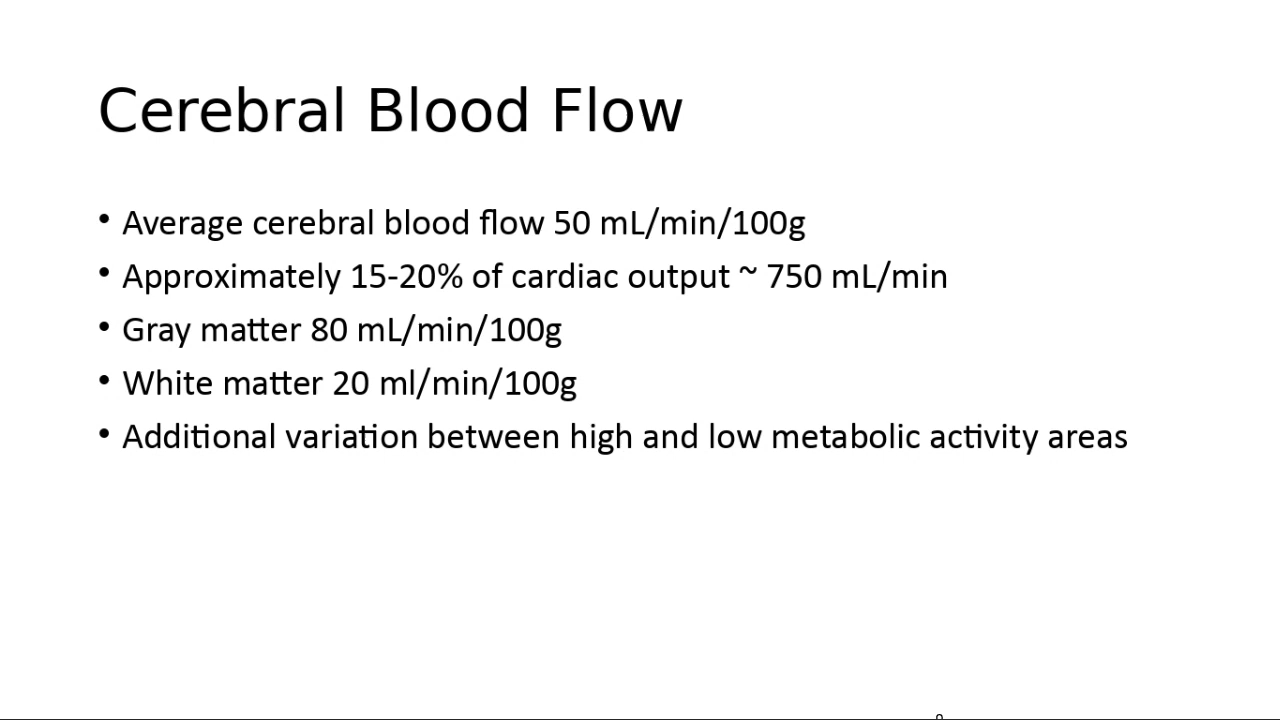 Cerebral Blood Flow
• Average cerebral blood flow 50 mL/min/100g
• Approximately 15-20% of cardiac output ~ 750 mL/min
• Gray matter 80 mL/min/100g
• White matter 20 ml/min/100g
• Additional variation between high and low metabolic activity areas